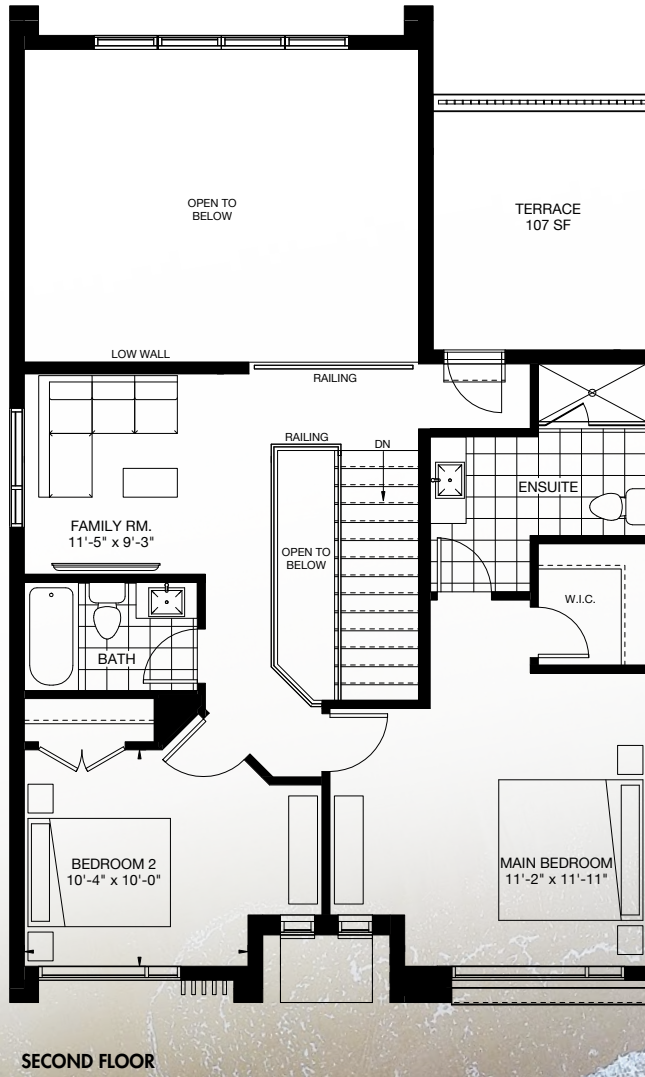 OPEN TO
BELOW
TERRACE
107 SF
LOW WALL
RAILING
RAILING
DN
ENSUITE
FAMILY RM.
11'-5" x 9'-3"
OPEN TO
BELOW
W.I.C.
BATH
BEDROOM 2
10'-4" x 10'-0"
MAIN BEDROOM
11'-2" x 11'-11"
SECOND FLOOR